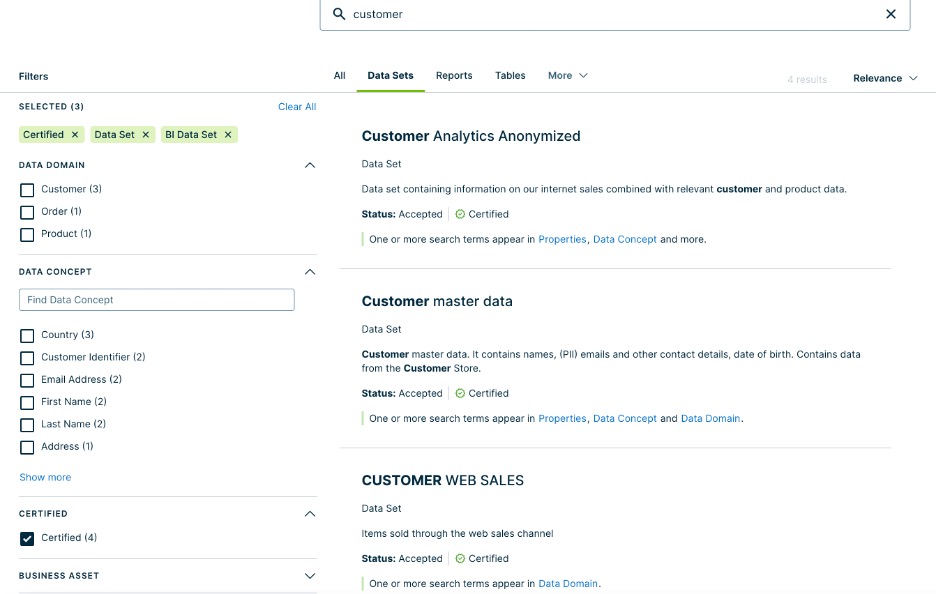 customer
Filters
All Data Sets Reports Tables More
4 results
Relevance
SELECTED (3)
Clear All
Certified Data Set BI Data Set
DATA DOMAIN
Customer (3)
Order (1)
Product (1)
DATA CONCEPT
Find Data Concept
Country (3)
Customer Identifier (2)
Email Address (2)
First Name (2)
Last Name (2)
Address (1)
Show more
CERTIFIED
Certified (4)
BUSINESS ASSET
Customer Analytics Anonymized
Data Set
Data set containing information on our internet sales combined with relevant customer and product data.
Status: Accepted Certified
One or more search terms appear in Properties, Data Concept and more.
Customer master data
Data Set
Customer master data. It contains names, (PII) emails and other contact details, date of birth. Contains data
from the Customer Store.
Status: Accepted Certified
One or more search terms appear in Properties, Data Concept and Data Domain.
CUSTOMER WEB SALES
Data Set
Items sold through the web sales channel
Status: Accepted Certified
One or more search terms appear in Data Domain.